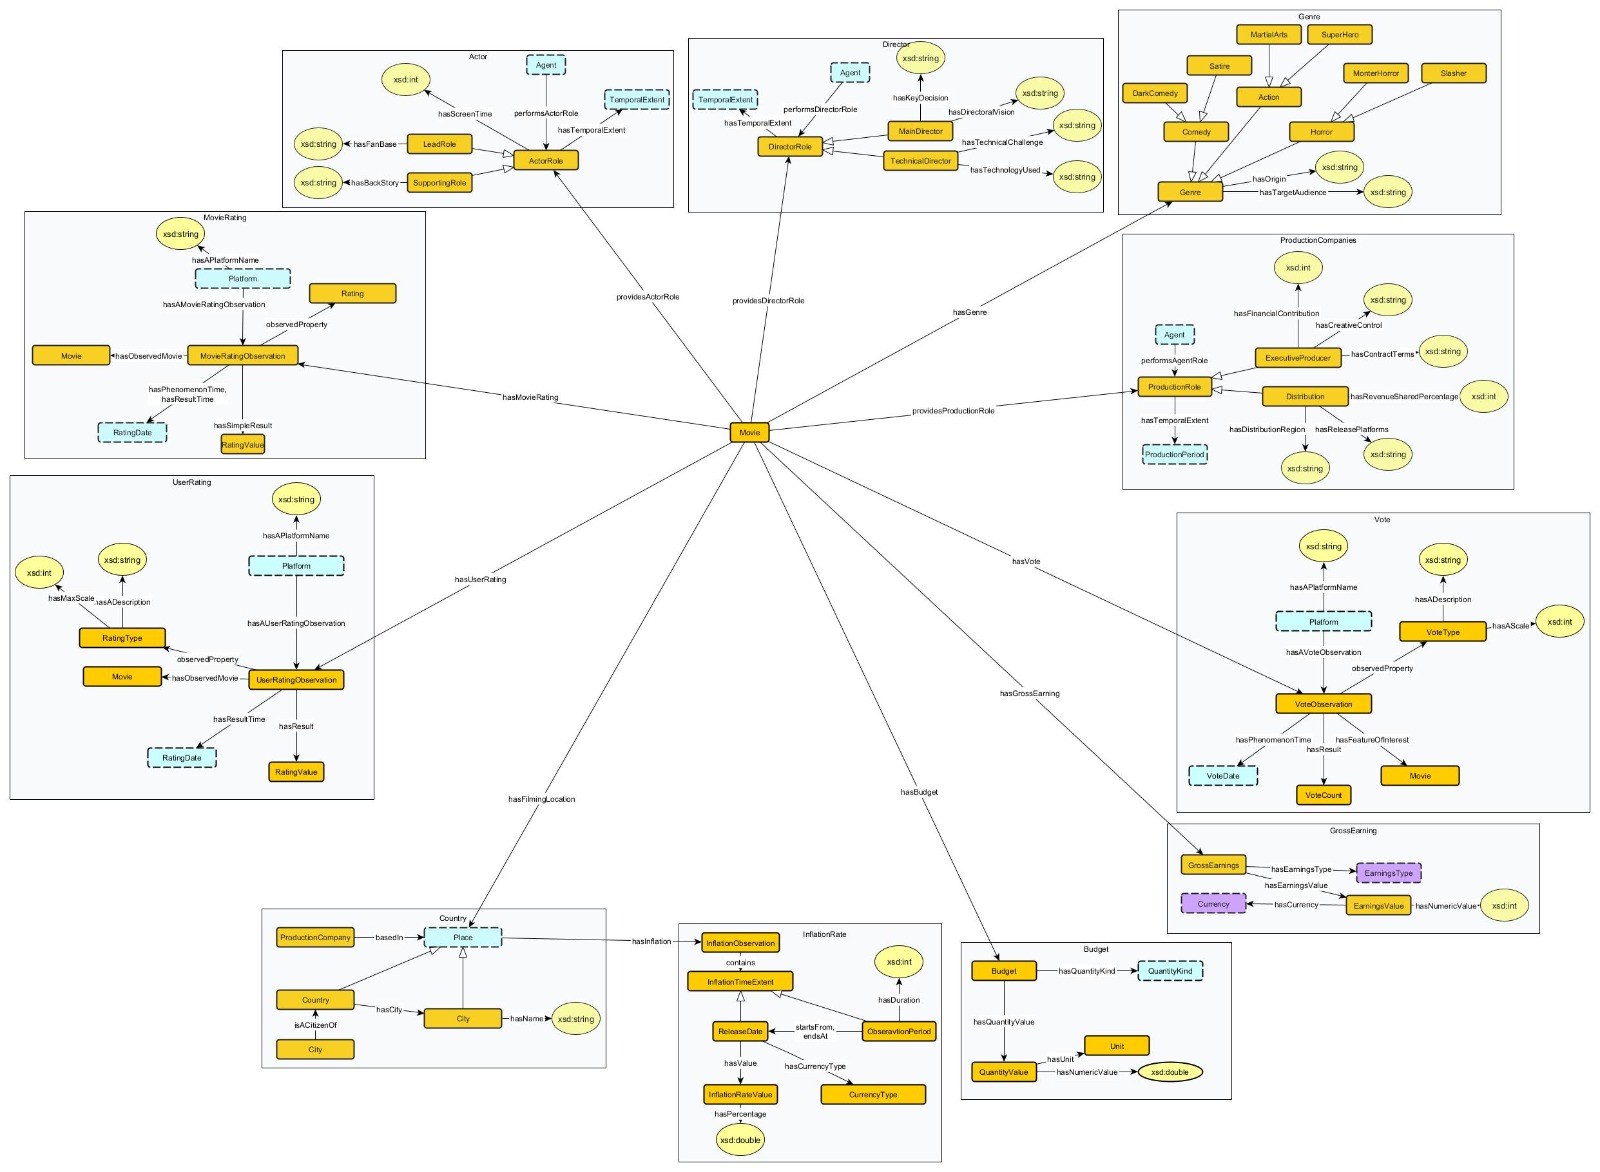 Actor
Agent
xsd:int
TemporalExtent
hasScreenTime
performsActorRole
hasTemporalExtent
xsd:string
hasFanBase
LeadRole
ActorRole
xsd:string
hasBackStory
SupportingRole
Director
xsd:string
Agent
TemporalExtent
hasKeyDecision
xsd:string
performsDirectorRole
hasDirectoralVision
hasTemporalExtent
MainDirector
xsd:string
DirectorRole
hasTechnicalChallenge
TechnicalDirector
hasTechnologyUsed
xsd:string
Genre
MartialArts
SuperHero
Satire
MonterHorror
Slasher
DarkComedy
Action
Comedy
Horror
hasOrigin
xsd:string
Genre
hasTargetAudience
xsd:string
MovieRating
xsd:string
hasAPlatformName
Platform
hasAMovieRatingObservation
Rating
observedProperty
Movie
hasObservedMovie
MovieRatingObservation
hasPhenomenonTime,
hasResultTime
RatingDate
hasSimpleResult
RatingValue
providesActorRole
providesDirectorRole
hasGenre
hasMovieRating
providesProductionRole
Movie
ProductionCompanies
xsd:int
hasFinancialContribution
xsd:string
hasCreativeControl
Agent
performsAgentRole
ExecutiveProducer
hasContractTerms
xsd:string
ProductionRole
Distribution
hasRevenueSharedPercentage
xsd:int
hasTemporalExtent
hasDistributionRegion
hasReleasePlatforms
ProductionPeriod
xsd:string
xsd:string
UserRating
xsd:string
hasAPlatformName
xsd:string
xsd:int
Platform
hasMaxScale
hasADescription
hasAUserRatingObservation
RatingType
observedProperty
Movie
hasObservedMovie
UserRatingObservation
hasResultTime
hasResult
RatingDate
RatingValue
hasUserRating
hasVote
hasGrossEarning
hasFilmingLocation
hasBudget
Vote
xsd:string
xsd:string
hasAPlatformName
hasADescription
Platform
VoteType
hasAScale
xsd:int
hasAVoteObservation
observedProperty
VoteObservation
hasPhenomenonTime
hasResult
hasFeatureOfInterest
VoteDate
Movie
VoteCount
GrossEarning
GrossEarnings
hasEarningsType
EarningsType
hasEarningsValue
Currency
hasCurrency
EarningsValue
hasNumericValue
xsd:int
Country
ProductionCompany
basedIn
Place
hasInflation
Country
hasCity
City
hasName
xsd:string
isACitizenOf
City
InflationRate
InflationObservation
contains
xsd:int
InflationTimeExtent
hasDuration
ReleaseDate
startsFrom,
endsAt
ObseravtionPeriod
hasValue
hasCurrencyType
InflationRateValue
CurrencyType
hasPercentage
xsd:double
Budget
Budget
hasQuantityKind
QuantityKind
hasQuantityValue
Unit
hasUnit
QuantityValue
hasNumericValue
xsd:double